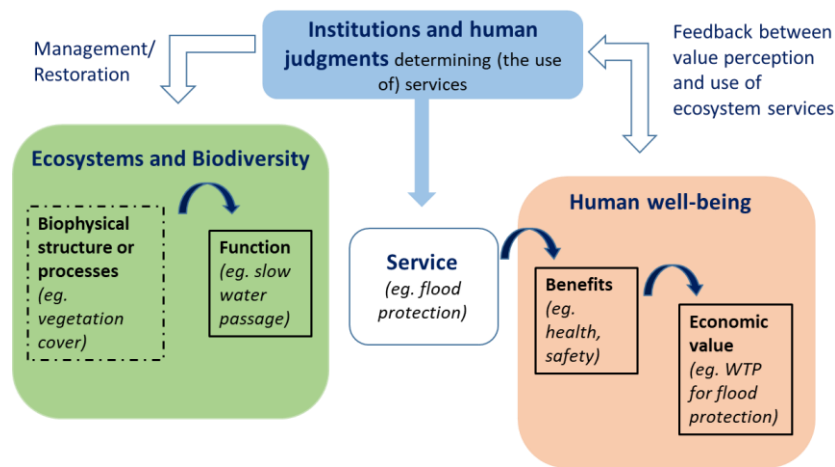 Management/
Restoration
Institutions and human
judgments determining (the use
of) services
Feedback between
value perception
and use of
ecosystem services
Ecosystems and Biodiversity
Biophysical
structure or
processes
(eg.
vegetation
cover)
Function
(eg. slow
water
passage)
Service
(eg. flood
protection)
Human well-being
Benefits
(eg.
health,
safety)
Economic
value
(eg. WTP
for flood
protection)